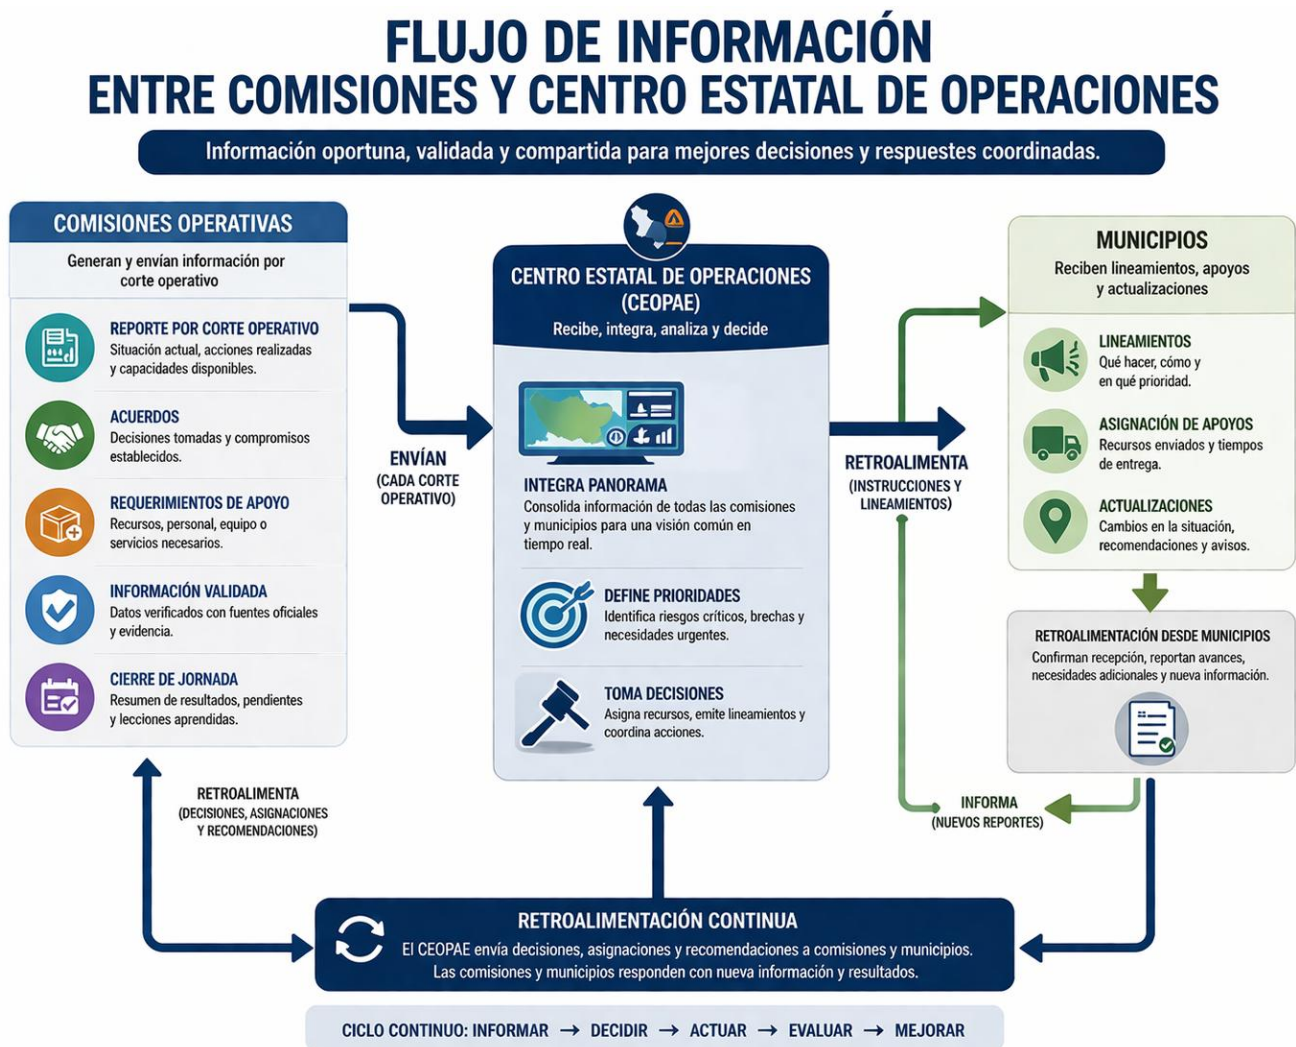 FLUJO DE INFORMACIÓN
ENTRE COMISIONES Y CENTRO ESTATAL DE OPERACIONES
Información oportuna, validada y compartida para mejores decisiones y respuestes coordinadas.
COMISIONES OPERATIVAS
Generan y envían información por
corte operativo
REPORTE POR CORTE OPERATIVO
Situación actual, acciones realizadas
y capacidades disponibles.
ACUERDOS
Decisiones tomadas y compromisos
establecidos.
REQUERIMIENTOS DE APOYO
Recursos, personal, equipo o
servicios necesarios.
INFORMACIÓN VALIDADA
Datos verificados con fuentes oficiales
y evidencia.
CIERRE DE JORNADA
Resumen de resultados, pendientes
y lecciones aprendidas.
ENVÍAN
(CADA CORTE
OPERATIVO)
CENTRO ESTATAL DE OPERACIONES
(CEOPAE)
Recibe, integra, analiza y decide
INTEGRA PANORAMA
Consolida información de todas las comisiones
y municipios para una visión común en
tiempo real.
DEFINE PRIORIDADES
Identifica riesgos críticos, brechas y
necesidades urgentes.
TOMA DECISIONES
Asigna recursos, emite lineamientos y
coordina acciones.
RETROALIMENTA
(INSTRUCCIONES Y
LINEAMIENTOS)
MUNICIPIOS
Reciben lineamientos, apoyos
y actualizaciones
LINEAMIENTOS
Qué hacer, cómo y
en qué prioridad.
ASIGNACIÓN DE APOYOS
Recursos enviados y tiempos
de entrega.
ACTUALIZACIONES
Cambios en la situación,
recomendaciones y avisos.
RETROALIMENTACIÓN DESDE MUNICIPIOS
Confirman recepción, reportan avances,
necesidades adicionales y nueva información.
INFORMA
(NUEVOS REPORTES)
RETROALIMENTA
(DECISIONES, ASIGNACIONES
Y RECOMENDACIONES)
RETROALIMENTACIÓN CONTINUA
El CEOPAE envía decisiones, asignaciones y recomendaciones a comisiones y municipios.
Las comisiones y municipios responden con nueva información y resultados.
CICLO CONTINUO: INFORMAR → DECIDIR → ACTUAR → EVALUAR → MEJORAR